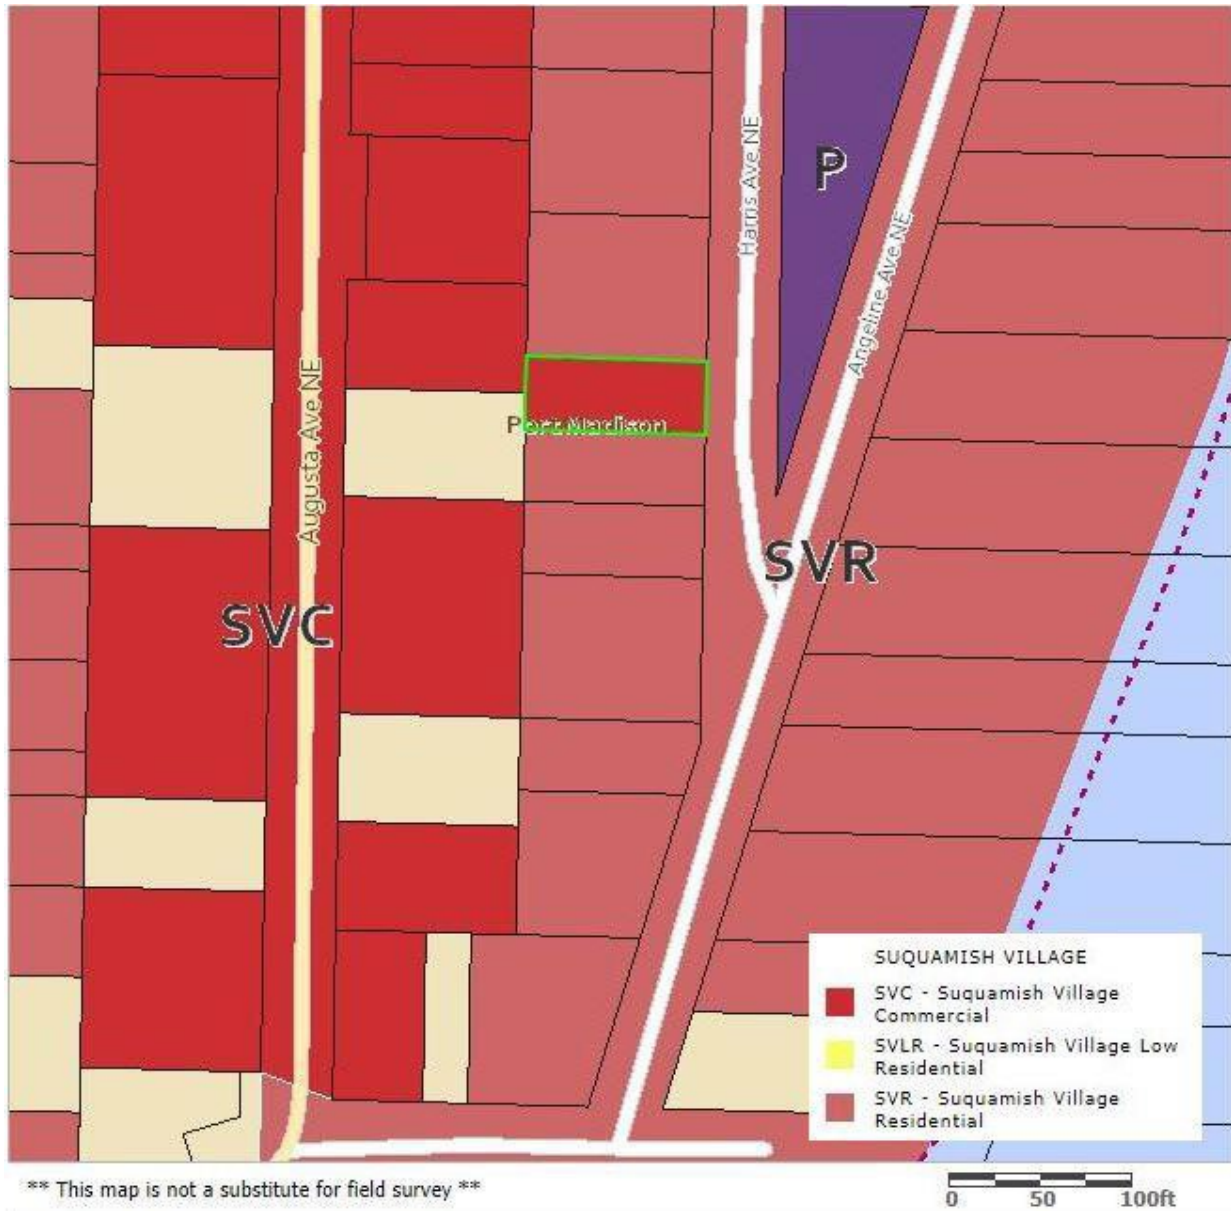 Harris Ave NE
P
Angeline Ave NE
Augusta Ave NE
Port Madison
SVR
SVC
SUQUAMISH VILLAGE
SVC - Suquamish Village
Commercial
SVLR - Suquamish Village Low
Residential
SVR - Suquamish Village
Residential
** This map is not a substitute for field survey **
0 50 100ft